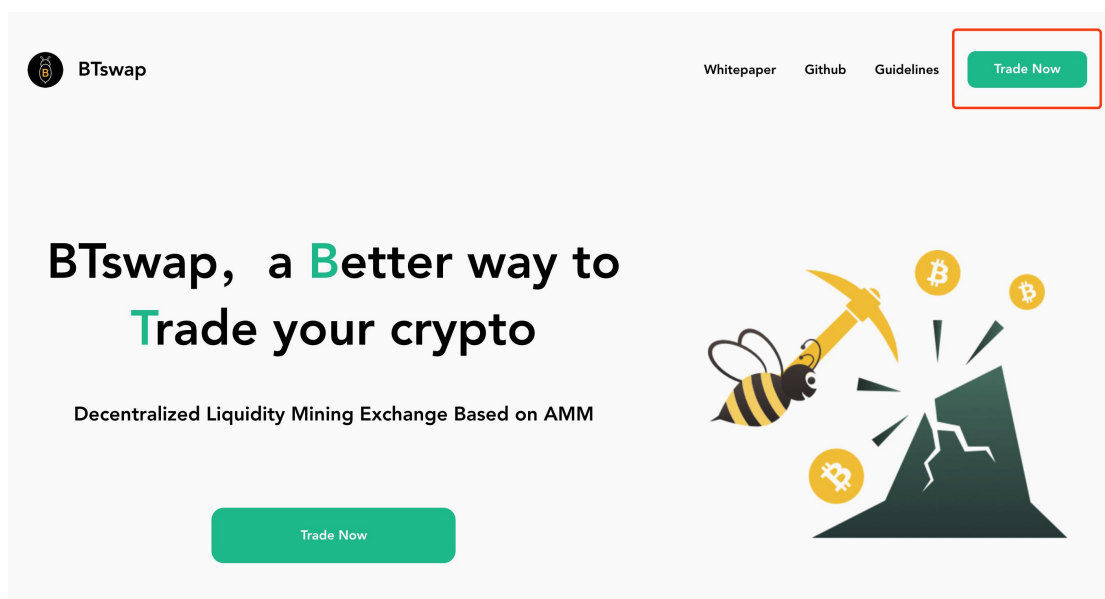 BTswap
Whitepaper Github Guidelines Trade Now
BTswap, a Better way to
Trade your crypto
Decentralized Liquidity Mining Exchange Based on AMM
Trade Now